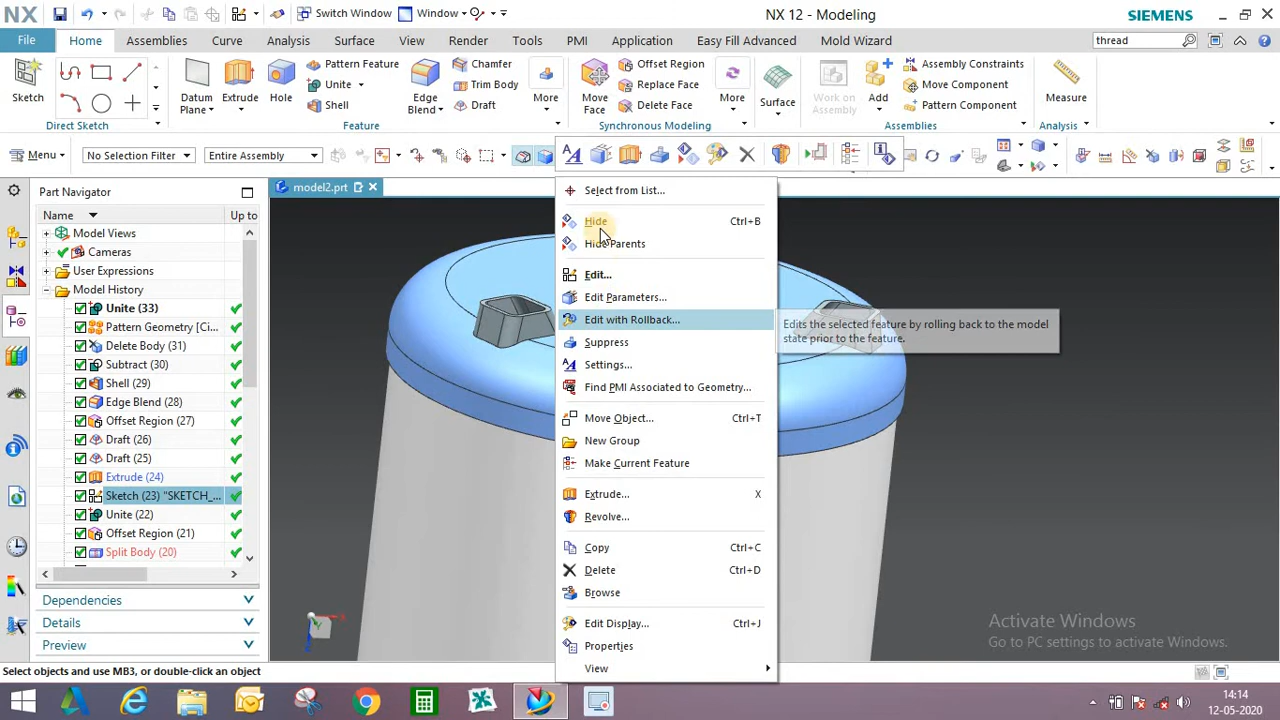 NX
Switch Window
Window
NX 12 - Modeling
SIEMENS
File
Home
Assemblies
Curve
Analysis
Surface
View
Render
Tools
PMI
Application
Easy Fill Advanced
Mold Wizard
thread
Sketch
Direct Sketch
Datum Plane
Extrude
Hole
Pattern Feature
Unite
Shell
Edge Blend
Chamfer
Trim Body
Draft
More
Feature
Move Face
Offset Region
Replace Face
Delete Face
More
Synchronous Modeling
Surface
Work on Assembly
Add
Assembly Constraints
Move Component
Pattern Component
Assemblies
Measure
Analysis
Menu
No Selection Filter
Entire Assembly
Part Navigator
model2.prt
Name
Up to
Model Views
Cameras
User Expressions
Model History
Unite (33)
Pattern Geometry [Ci...
Delete Body (31)
Subtract (30)
Shell (29)
Edge Blend (28)
Offset Region (27)
Draft (26)
Draft (25)
Extrude (24)
Sketch (23) "SKETCH_...
Unite (22)
Offset Region (21)
Split Body (20)
Dependencies
Details
Preview
Select from List...
Hide Ctrl+B
Hide Parents
Edit...
Edit Parameters...
Edit with Rollback...
Suppress
Settings...
Find PMI Associated to Geometry...
Move Object... Ctrl+T
New Group
Make Current Feature
Extrude... X
Revolve...
Copy Ctrl+C
Delete Ctrl+D
Browse
Edit Display... Ctrl+J
Properties
View
Edits the selected feature by rolling back to the model
state prior to the feature.
Activate Windows
Go to PC settings to activate Windows.
Select objects and use MB3, or double-click an object
14:14
12-05-2020